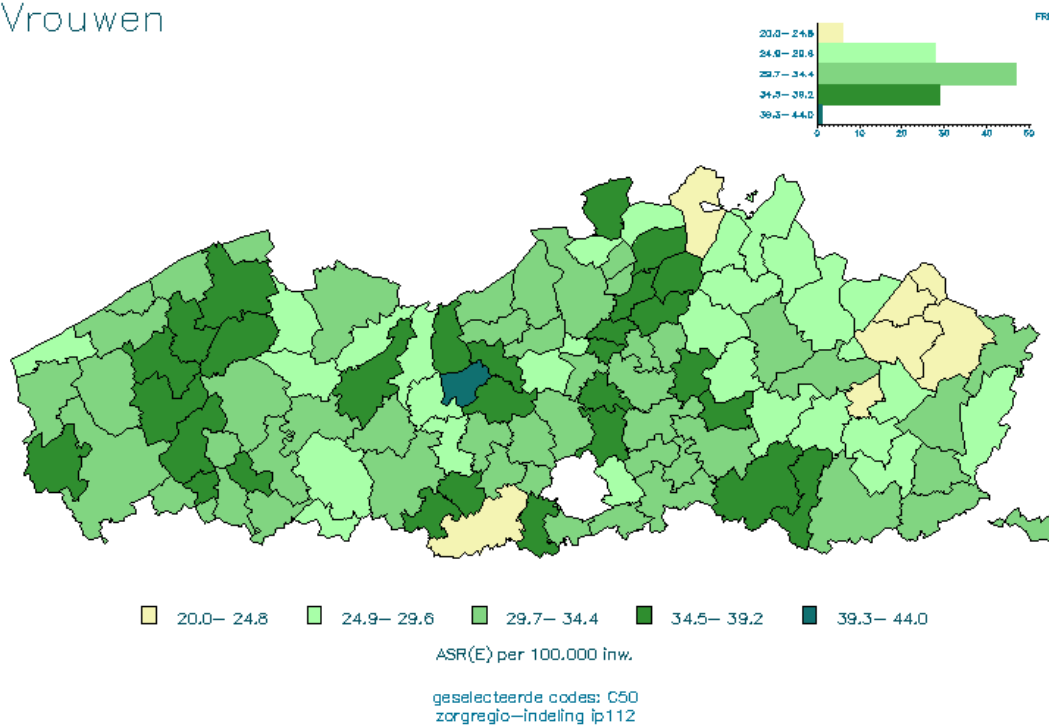 Vrouwen
FRE
20.0– 24.8
24.9– 29.6
29.7– 34.4
34.5– 39.2
39.3– 44.0
0 10 20 30 40 50
20.0– 24.8 24.9– 29.6 29.7– 34.4 34.5– 39.2 39.3– 44.0
ASR(E) per 100.000 inw.
geselecteerde codes: C50
zorgregio–indeling ip112